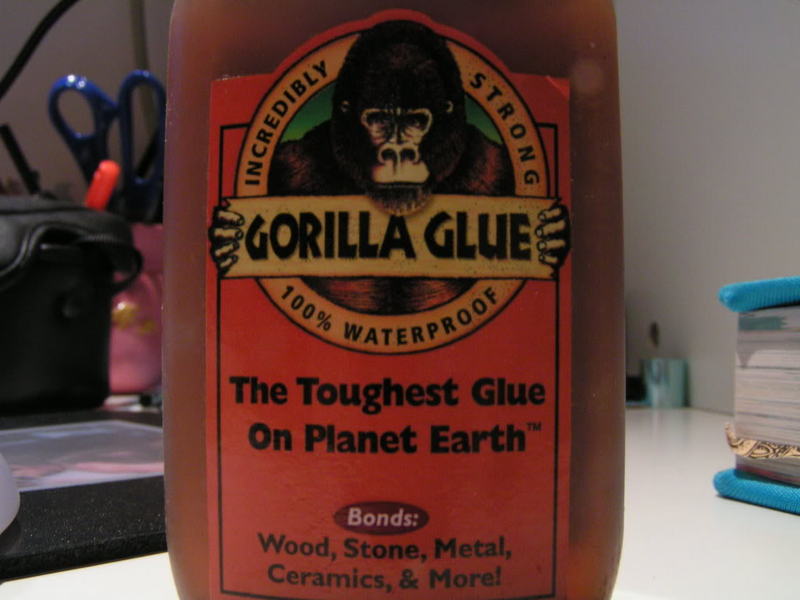 INCREDIBLY STRONG
GORILLA GLUE
100% WATERPROOF
The Toughest Glue
On Planet Earth™
Bonds:
Wood, Stone, Metal,
Ceramics, & More!